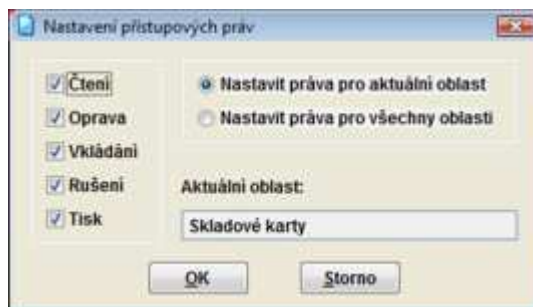 Nastavení přístupových práv
Čtení
Oprava
Vkládání
Rušení
Tisk
Nastavit práva pro aktuální oblast
Nastavit práva pro všechny oblasti
Aktuální oblast:
Skladové karty
OK
Storno